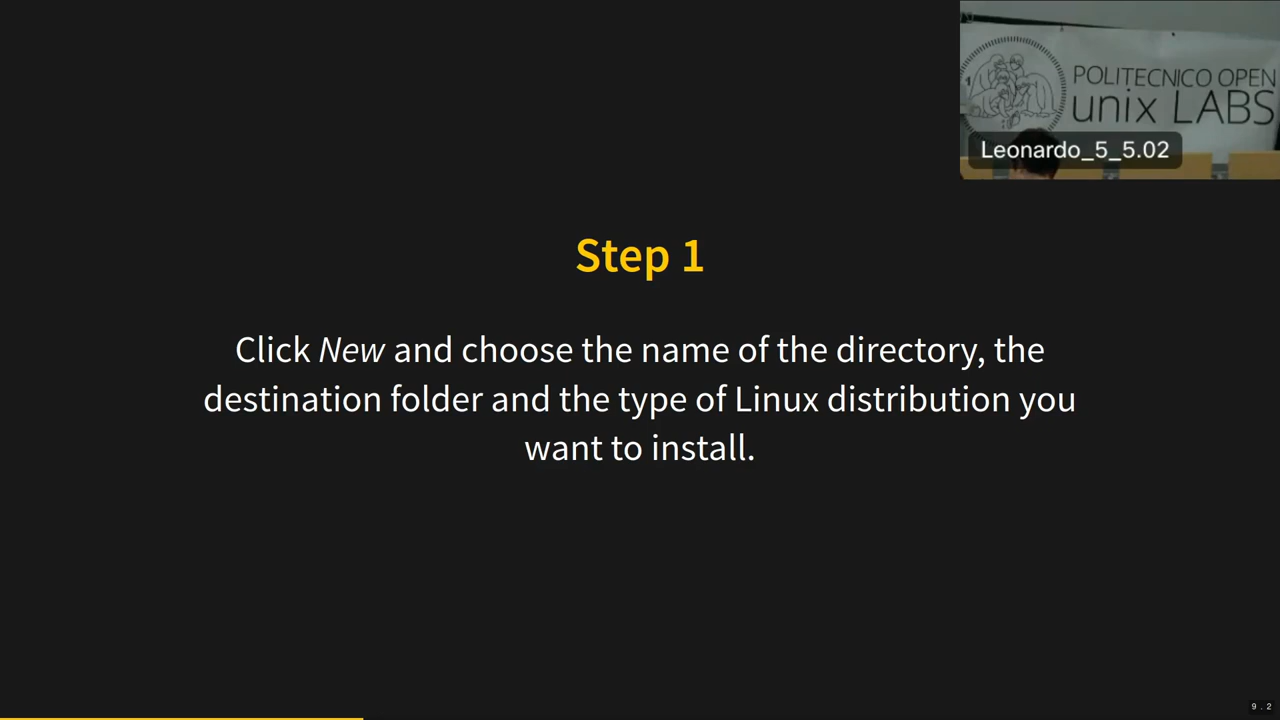 POLITECNICO OPEN
unix LABS
Leonardo_5_5.02
Step 1
Click New and choose the name of the directory, the
destination folder and the type of Linux distribution you
want to install.
9.2